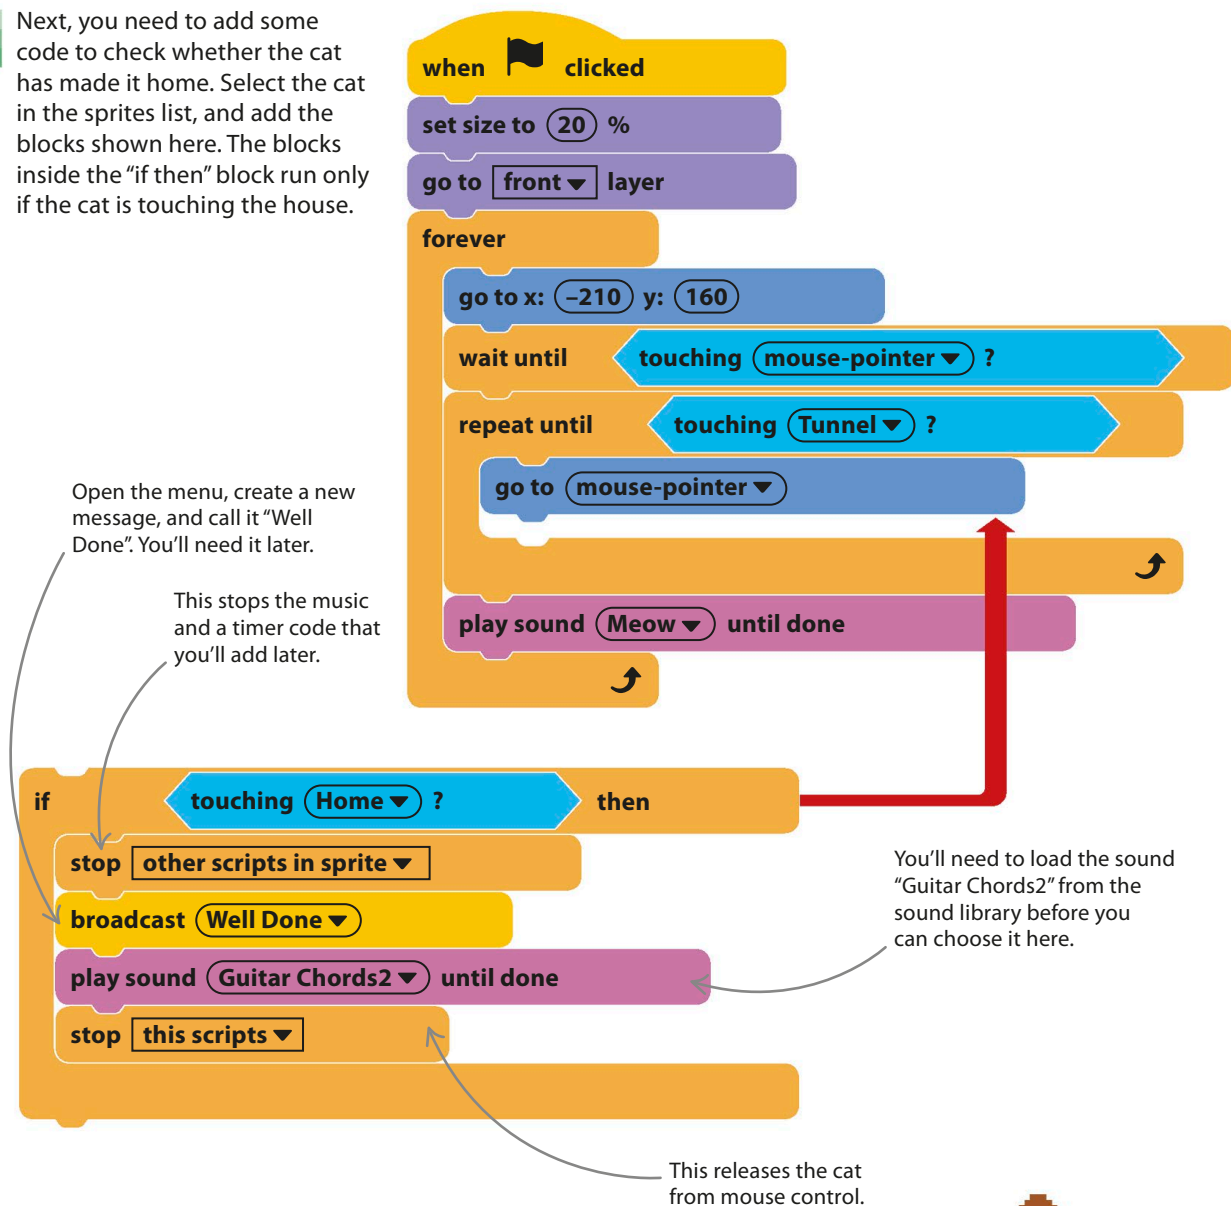 Next, you need to add some
code to check whether the cat
has made it home. Select the cat
in the sprites list, and add the
blocks shown here. The blocks
inside the “if then” block run only
if the cat is touching the house.
when clicked
set size to 20 %
go to front layer
forever
go to x: –210 y: 160
wait until touching mouse-pointer ?
repeat until touching Tunnel ?
go to mouse-pointer
play sound Meow until done
Open the menu, create a new
message, and call it “Well
Done”. You’ll need it later.
This stops the music
and a timer code that
you’ll add later.
if touching Home ? then
stop other scripts in sprite
broadcast Well Done
play sound Guitar Chords2 until done
stop this scripts
You’ll need to load the sound
“Guitar Chords2” from the
sound library before you
can choose it here.
This releases the cat
from mouse control.